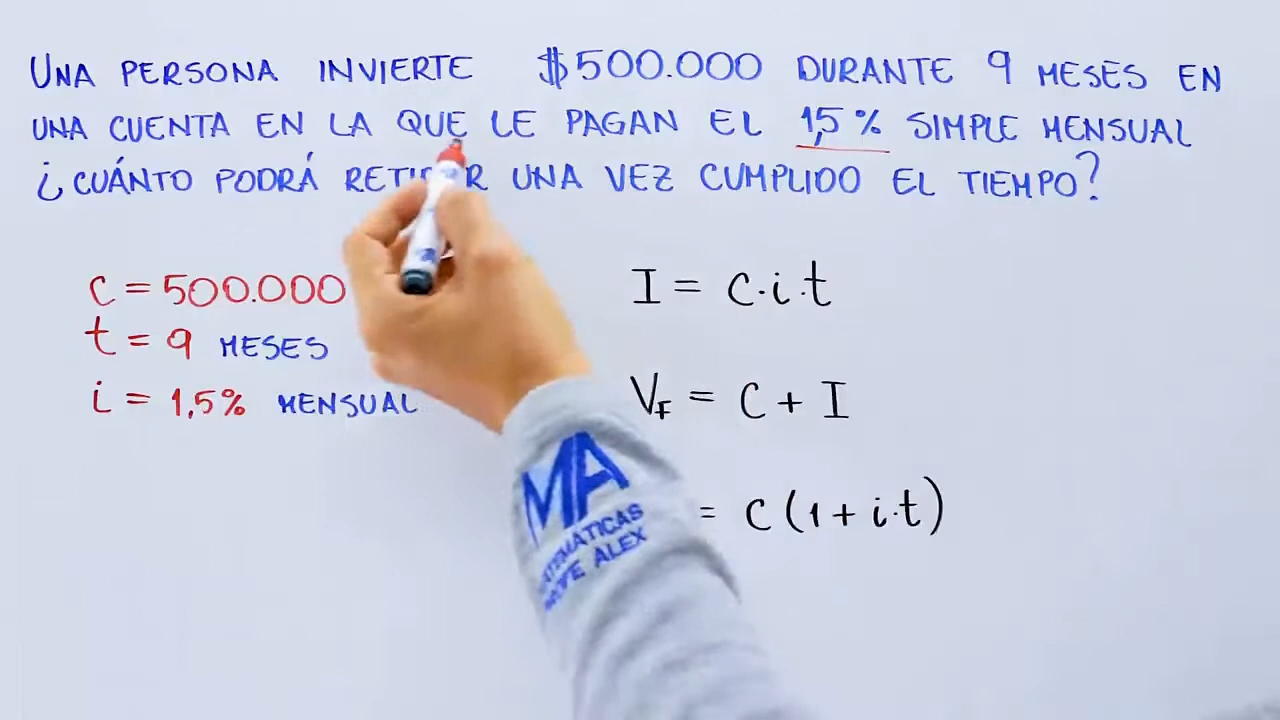 UNA PERSONA INVIERTE $500.000 DURANTE 9 MESES EN
UNA CUENTA EN LA QUE LE PAGAN EL 1,5% SIMPLE MENSUAL
¿CUÁNTO PODRÁ UNA VEZ CUMPLIDO EL TIEMPO?
C = 500.000
t = 9 MESES
i = 1,5% MENSUAL
I = C·i·t
VF = C + I
= C(1+i·t)
MA
ALEX